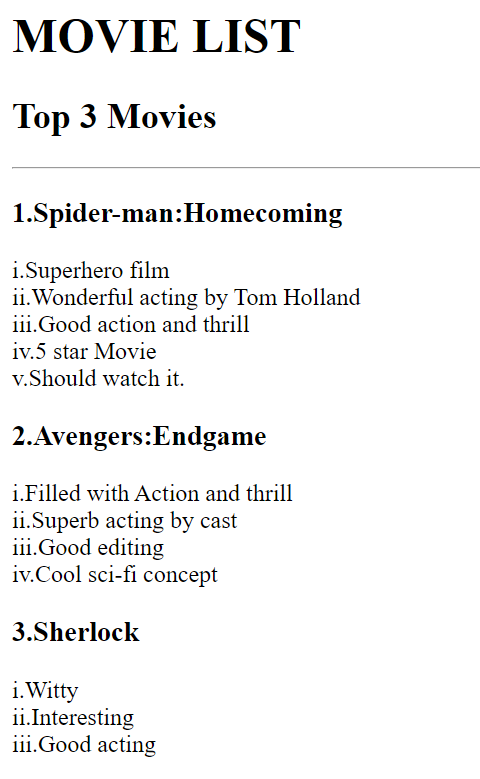 MOVIE LIST
Top 3 Movies
1.Spider-man:Homecoming
i.Superhero film
ii.Wonderful acting by Tom Holland
iii.Good action and thrill
iv.5 star Movie
v.Should watch it.
2.Avengers:Endgame
i.Filled with Action and thrill
ii.Superb acting by cast
iii.Good editing
iv.Cool sci-fi concept
3.Sherlock
i.Witty
ii.Interesting
iii.Good acting